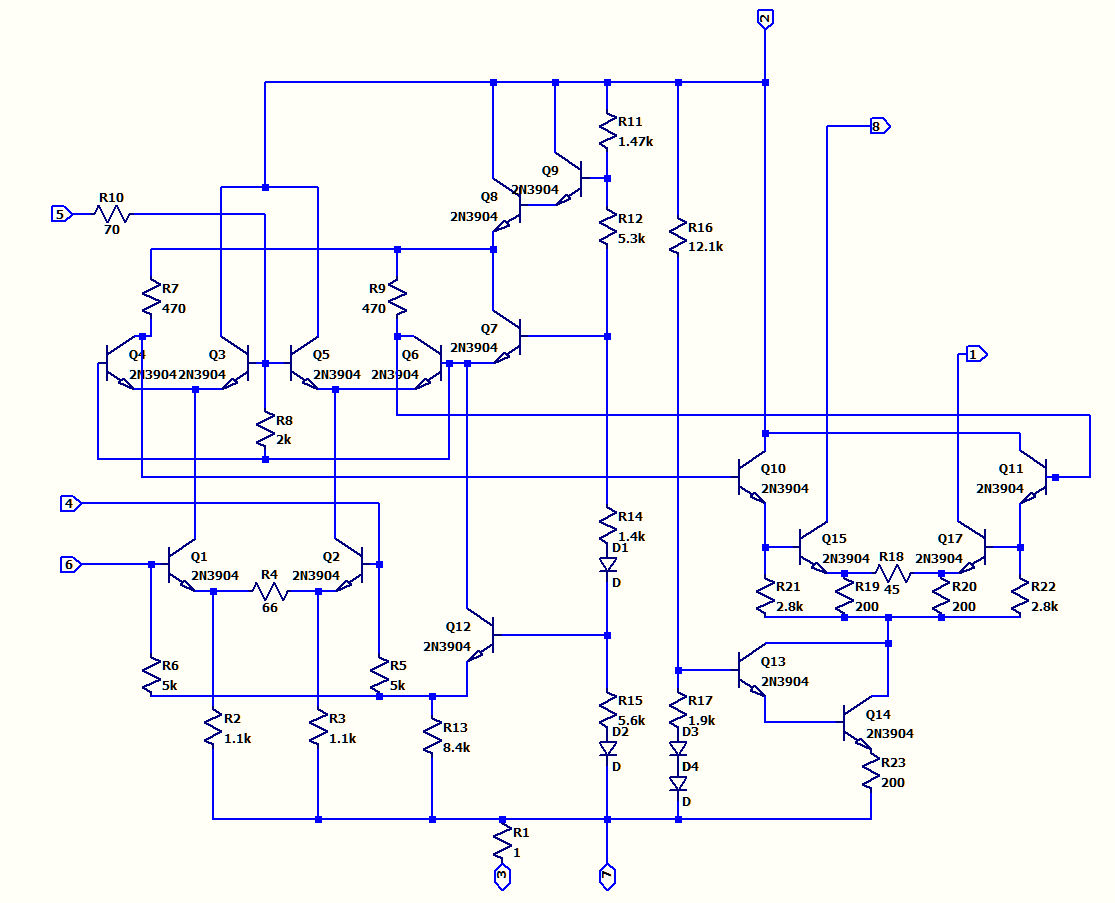 2
8
R11
1.47k
Q9
2N3904
Q8
2N3904
R10
5
70
R12
5.3k
R16
12.1k
R7
470
R9
470
Q7
2N3904
Q4
2N3904
Q3
2N3904
Q5
2N3904
Q6
2N3904
1
R8
2k
Q10
2N3904
Q11
2N3904
4
R14
1.4k
D1
D
6
Q1
2N3904
Q2
2N3904
R4
66
Q15
2N3904
Q17
2N3904
R18
45
R21
2.8k
R19
200
R20
200
R22
2.8k
Q12
2N3904
R6
5k
R5
5k
Q13
2N3904
R15
5.6k
D2
D
R17
1.9k
D3
D4
D
R2
1.1k
R3
1.1k
R13
8.4k
Q14
2N3904
R23
200
R1
1
3
7